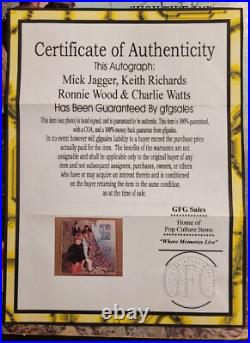 Certificate of Authenticity
This Autograph:
Mick Jagger, Keith Richards
Ronnie Wood & Charlie Watts
Has Been Guaranteed By gfgsales
This item (see photo) is hand-signed, and is guaranteed to be authentic. This item is 100% guaranteed,
with a COA, and a 100% money back guarantee from gfgsales.
In no event however will gfgsales liability to a buyer exceed the purchase price
actually paid for the item. The benefits of this warrantee are not
assignable and shall be applicable only to the original buyer of any
item and not subsequent assignees, purchasers, owners, or others
who have or may acquire an interest therein and is conditioned
on the buyer returning the item in the same condition
as at the time of sale.
GFG Sales
Home of
Pop Culture Items
"Where Memories Live"
GFG